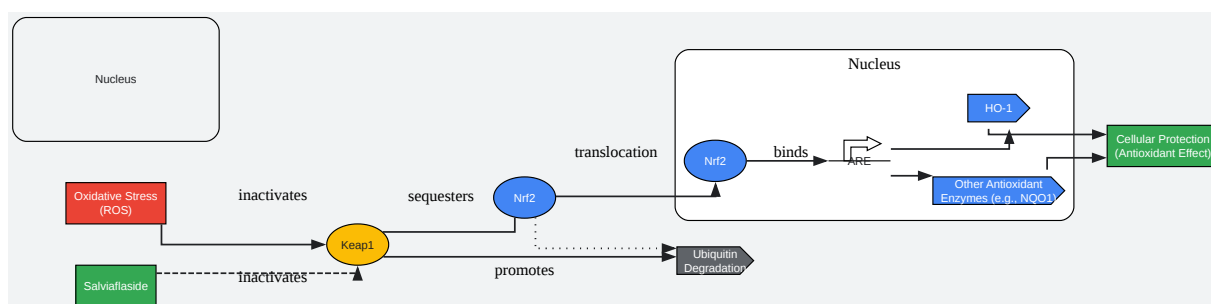 Nucleus
Nucleus
HO-1
Cellular Protection
(Antioxidant Effect)
translocation
Nrf2
binds
ARE
Other Antioxidant
Enzymes (e.g., NQO1)
Oxidative Stress
(ROS)
inactivates
sequesters
Nrf2
Keap1
Ubiquitin
Degradation
promotes
Salviaflaside
inactivates